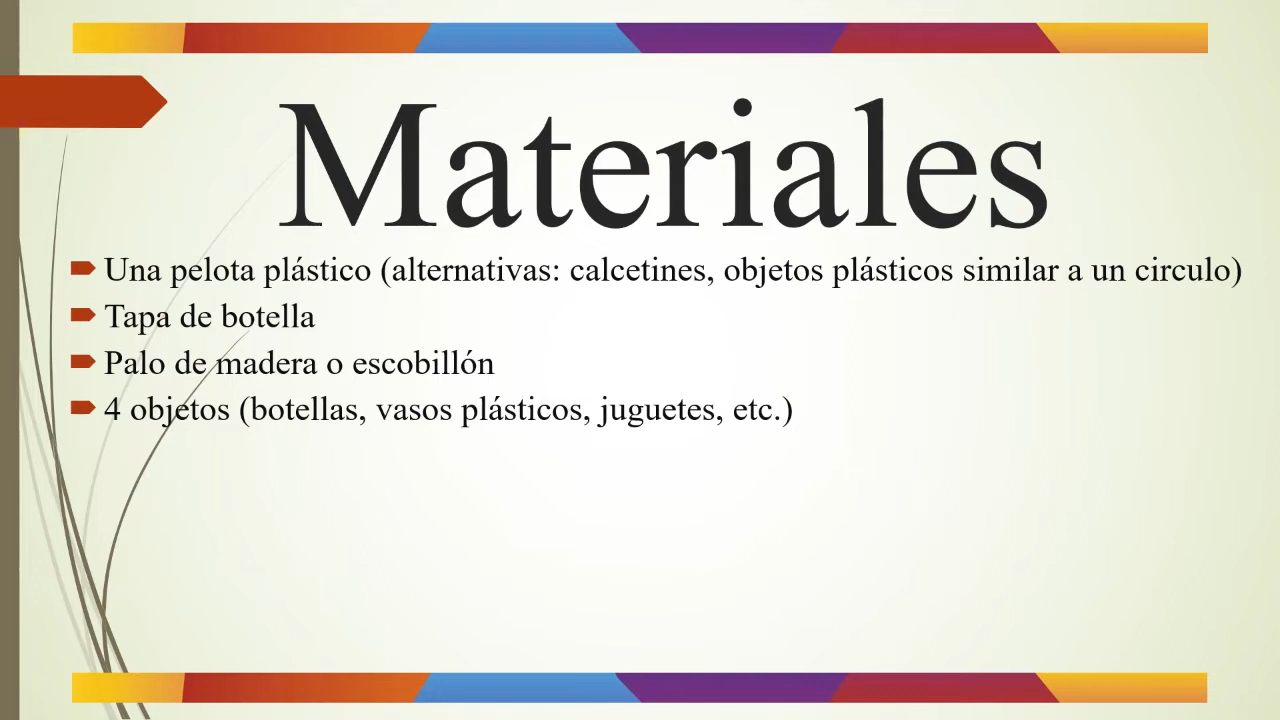 Materiales
Una pelota plástico (alternativas: calcetines, objetos plásticos similar a un circulo)
Tapa de botella
Palo de madera o escobillón
4 objetos (botellas, vasos plásticos, juguetes, etc.)